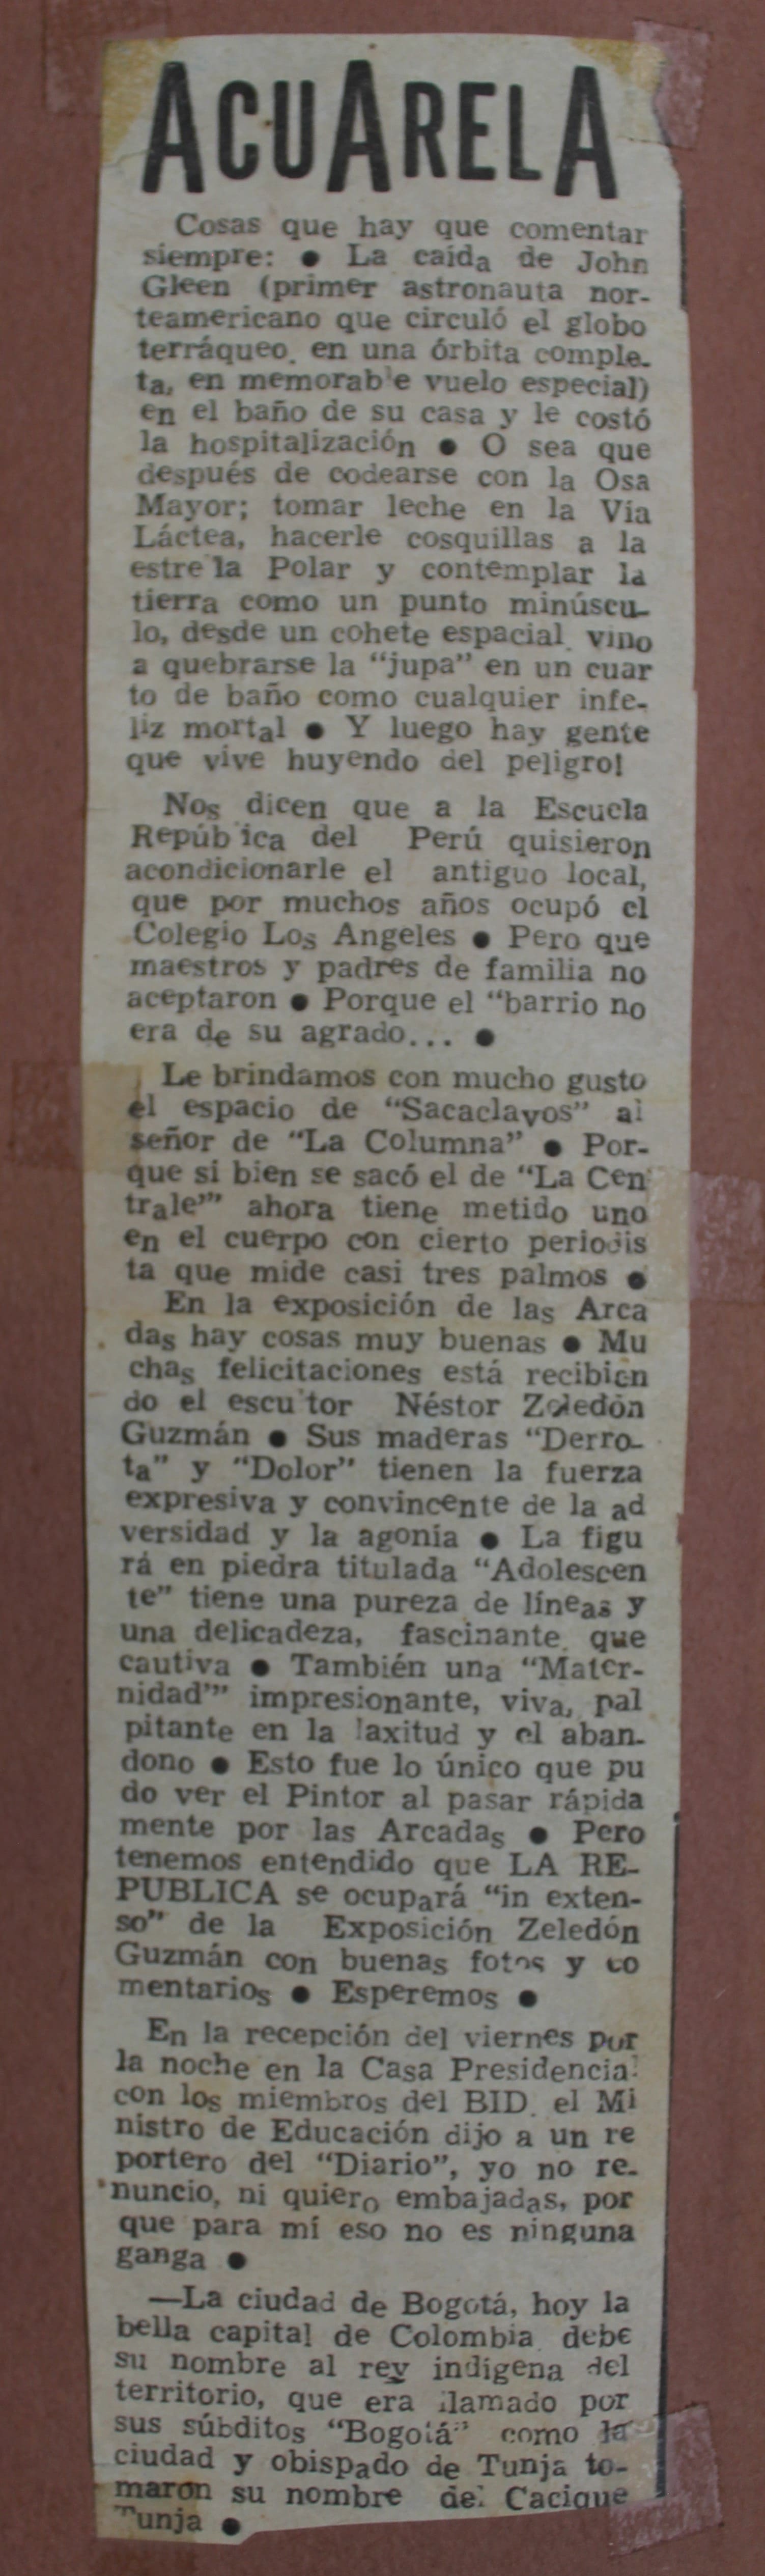 ACUARELA
Cosas que hay que comentar
siempre: ● La caída de John
Gleen (primer astronauta nor-
teamericano que circuló el globo
terráqueo, en una órbita comple-
ta, en memorab'e vuelo especial)
en el baño de su casa y le costó
la hospitalización ● O sea que
después de codearse con la Osa
Mayor; tomar leche en la Vía
Láctea, hacerle cosquillas a la
estre'la Polar y contemplar la
tierra como un punto minúscu-
lo, desde un cohete espacial, vino
a quebrarse la "jupa" en un cuar
to de baño como cualquier infe-
liz mortal ● Y luego hay gente
que vive huyendo del peligro!
Nos dicen que a la Escuela
Repúb'ica del Perú quisieron
acondicionarle el antiguo local,
que por muchos años ocupó el
Colegio Los Angeles ● Pero que
maestros y padres de familia no
aceptaron ● Porque el "barrio no
era de su agrado... ●
Le brindamos con mucho gusto
el espacio de "Sacaclavos" al
señor de "La Columna" ● Por-
que si bien se sacó el de "La Cen
trale"' ahora tiene metido uno
en el cuerpo con cierto periodis
ta que mide casi tres palmos ●
En la exposición de las Arca
das hay cosas muy buenas ● Mu
chas felicitaciones está recibien
do el escu'tor Néstor Zeledón
Guzmán ● Sus maderas "Derro-
ta" y "Dolor" tienen la fuerza
expresiva y convincente de la ad
versidad y la agonía ● La figu
rá en piedra titulada "Adolescen
te" tiene una pureza de líneas y
una delicadeza, fascinante que
cautiva ● También una "Mater-
nidad"' impresionante, viva, pal
pitante en la laxitud y el aban-
dono ● Esto fue lo único que pu
do ver el Pintor al pasar rápida
mente por las Arcadas ● Pero
tenemos entendido que LA RE-
PUBLICA se ocupará "in exten-
so" de la Exposición Zeledón
Guzmán con buenas fotos y co
mentarios ● Esperemos ●
En la recepción del viernes por
la noche en la Casa Presidencial
con los miembros del BID. el Mi
nistro de Educación dijo a un re
portero del "Diario", yo no re-
nuncio, ni quiero embajadas, por
que para mí eso no es ninguna
ganga ●
—La ciudad de Bogotá, hoy la
bella capital de Colombia debe
su nombre al rey indígena del
territorio, que era llamado por
sus súbditos "Bogotá" como la
ciudad y obispado de Tunja to-
maron su nombre del Cacique
Tunja ●